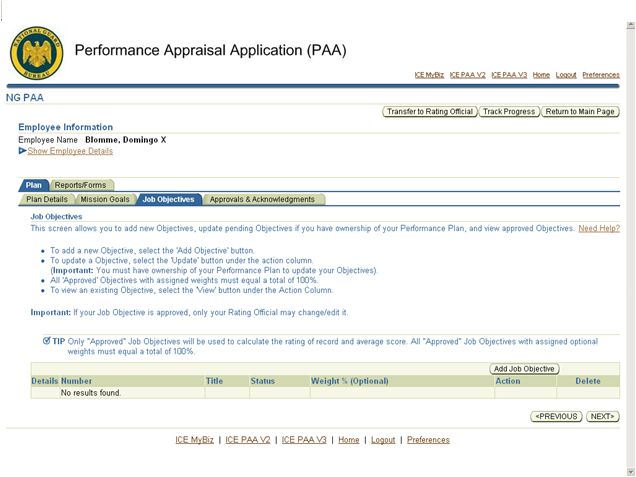 NATIONAL GUARD
BUREAU
Performance Appraisal Application (PAA)
ICE MyBiz ICE PAA V2 ICE PAA V3 Home Logout Preferences
NG PAA
Transfer to Rating Official Track Progress Return to Main Page
Employee Information
Employee Name Blomme, Domingo X
Show Employee Details
Plan Reports/Forms
Plan Details Mission Goals Job Objectives Approvals & Acknowledgments
Job Objectives
This screen allows you to add new Objectives, update pending Objectives if you have ownership of your Performance Plan, and view approved Objectives. Need Help?
• To add a new Objective, select the 'Add Objective' button.
• To update a Objective, select the 'Update' button under the action column.
(Important: You must have ownership of your Performance Plan to update your Objectives).
• All 'Approved' Objectives with assigned weights must equal a total of 100%.
• To view an existing Objective, select the 'View' button under the Action Column.
Important: If your Job Objective is approved, only your Rating Official may change/edit it.
TIP Only "Approved" Job Objectives will be used to calculate the rating of record and average score. All "Approved" Job Objectives with assigned optional
weights must equal a total of 100%.
Add Job Objective
Details Number Title Status Weight % (Optional) Action Delete
No results found.
<PREVIOUS NEXT>
ICE MyBiz | ICE PAA V2 | ICE PAA V3 | Home | Logout | Preferences